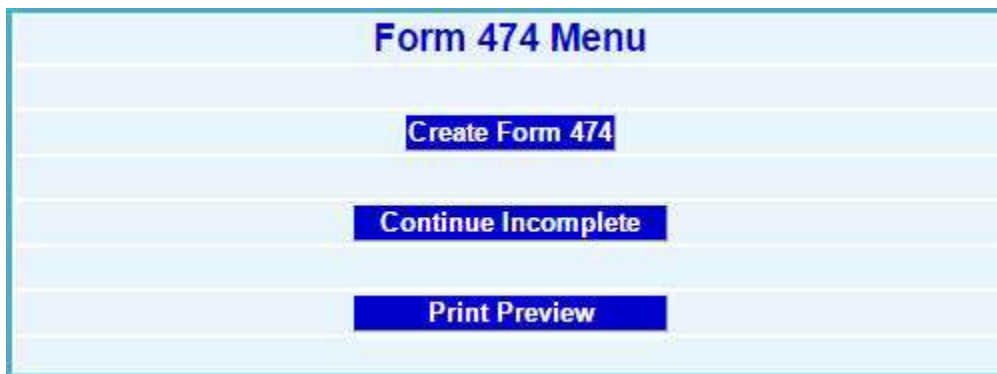 Form 474 Menu
Create Form 474
Continue Incomplete
Print Preview